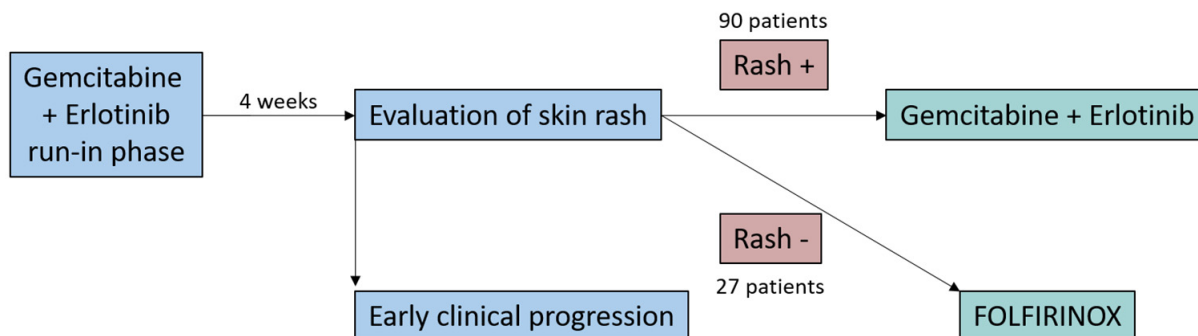 90 patients
Gemcitabine
+ Erlotinib
run-in phase
4 weeks
Rash +
Evaluation of skin rash
Gemcitabine + Erlotinib
Rash -
27 patients
Early clinical progression
FOLFIRINOX